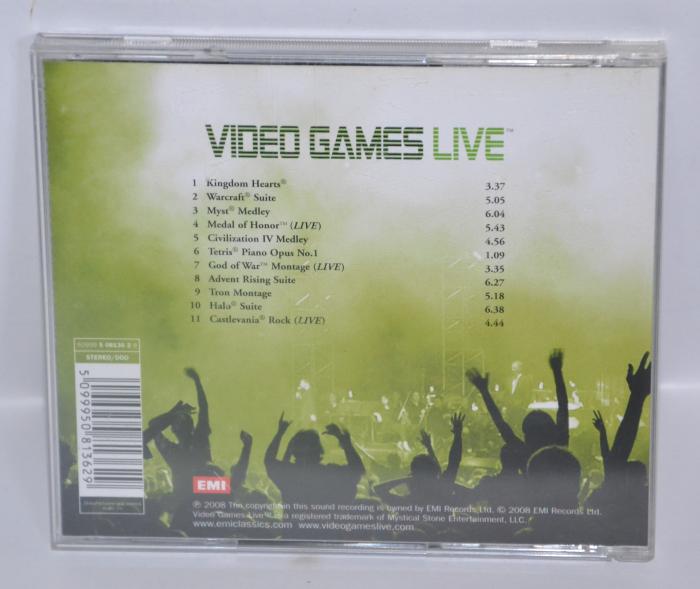 VIDEO GAMES LIVE™
1 Kingdom Hearts® 3.37
2 Warcraft® Suite 5.05
3 Myst® Medley 6.04
4 Medal of Honor™ (LIVE) 5.43
5 Civilization IV Medley 4.56
6 Tetris® Piano Opus No.1 1.09
7 God of War™ Montage (LIVE) 3.35
8 Advent Rising Suite 6.27
9 Tron Montage 5.18
10 Halo® Suite 6.38
11 Castlevania® Rock (LIVE) 4.44
STEREO/DDD
5 099950 813629
EMI
℗ 2008 The copyright in this sound recording is owned by EMI Records Ltd. © 2008 EMI Records Ltd.
Video Games Live™ is a registered trademark of Mystical Stone Entertainment, LLC.
www.emiclassics.com www.videogameslive.com